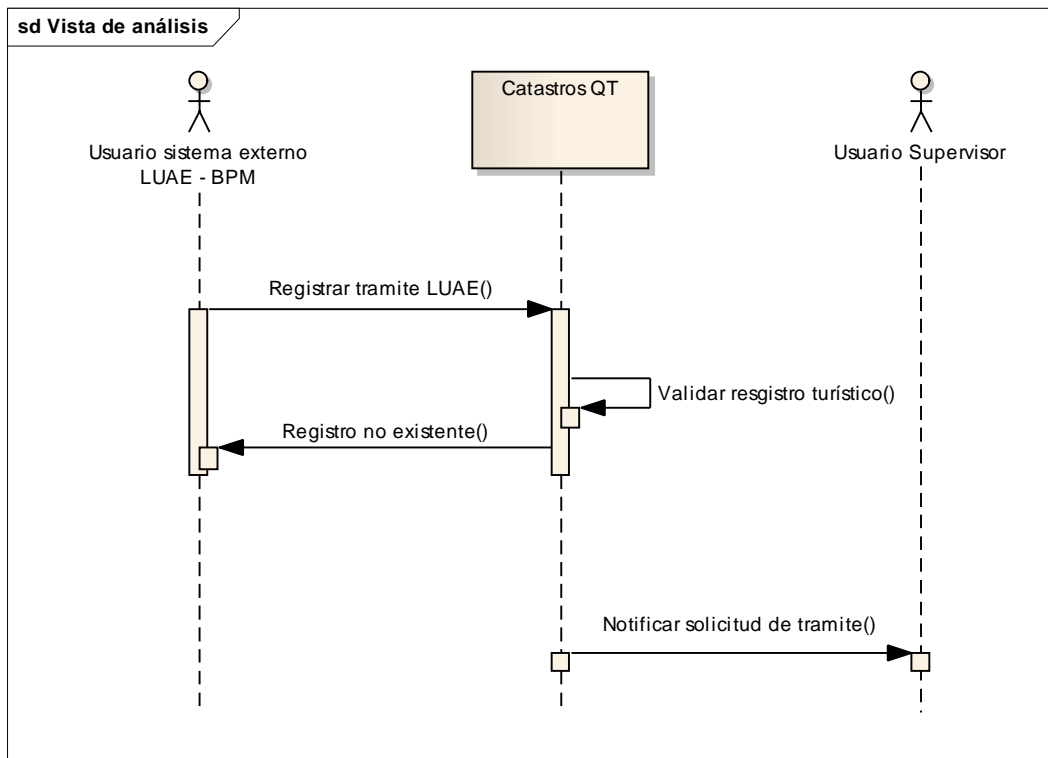 sd Vista de análisis
Usuario sistema externo
LUAE - BPM
Catastros QT
Usuario Supervisor
Registrar tramite LUAE()
Validar resgistro turístico()
Registro no existente()
Notificar solicitud de tramite()